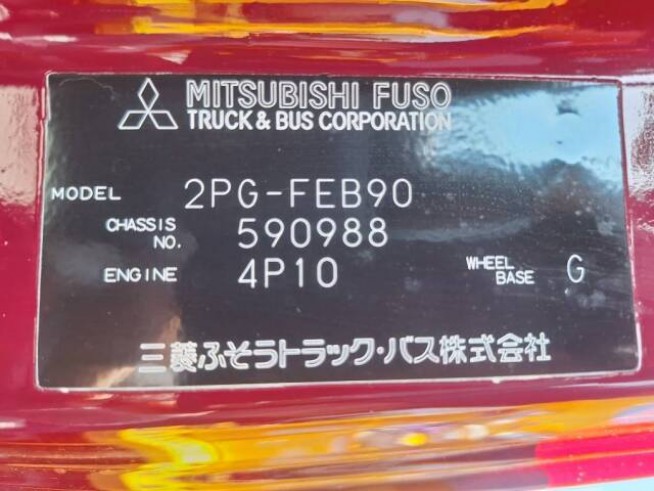 MITSUBISHI FUSO
TRUCK & BUS CORPORATION
MODEL 2PG-FEB90
CHASSIS NO. 590988
ENGINE 4P10 WHEEL BASE G
三菱ふそうトラック・バス株式会社